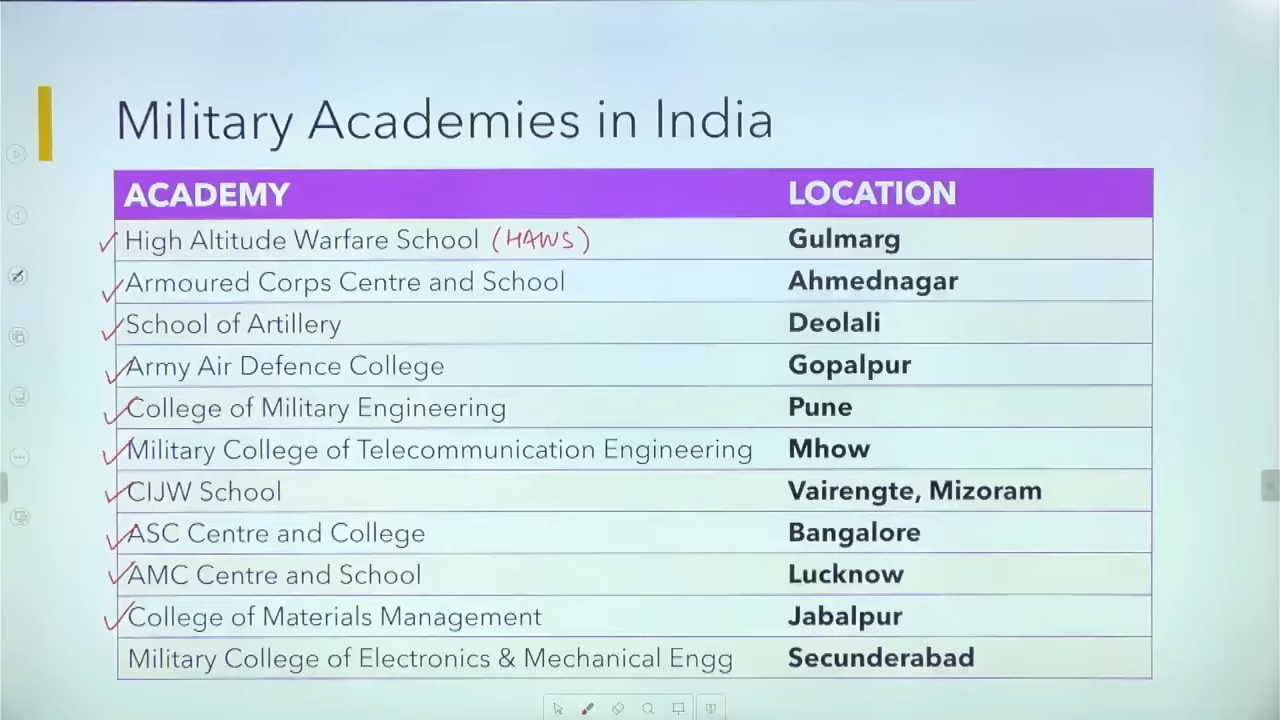 Military Academies in India
ACADEMY LOCATION
High Altitude Warfare School (HAWS) Gulmarg
Armoured Corps Centre and School Ahmednagar
School of Artillery Deolali
Army Air Defence College Gopalpur
College of Military Engineering Pune
Military College of Telecommunication Engineering Mhow
CIJW School Vairengte, Mizoram
ASC Centre and College Bangalore
AMC Centre and School Lucknow
College of Materials Management Jabalpur
Military College of Electronics & Mechanical Engg Secunderabad